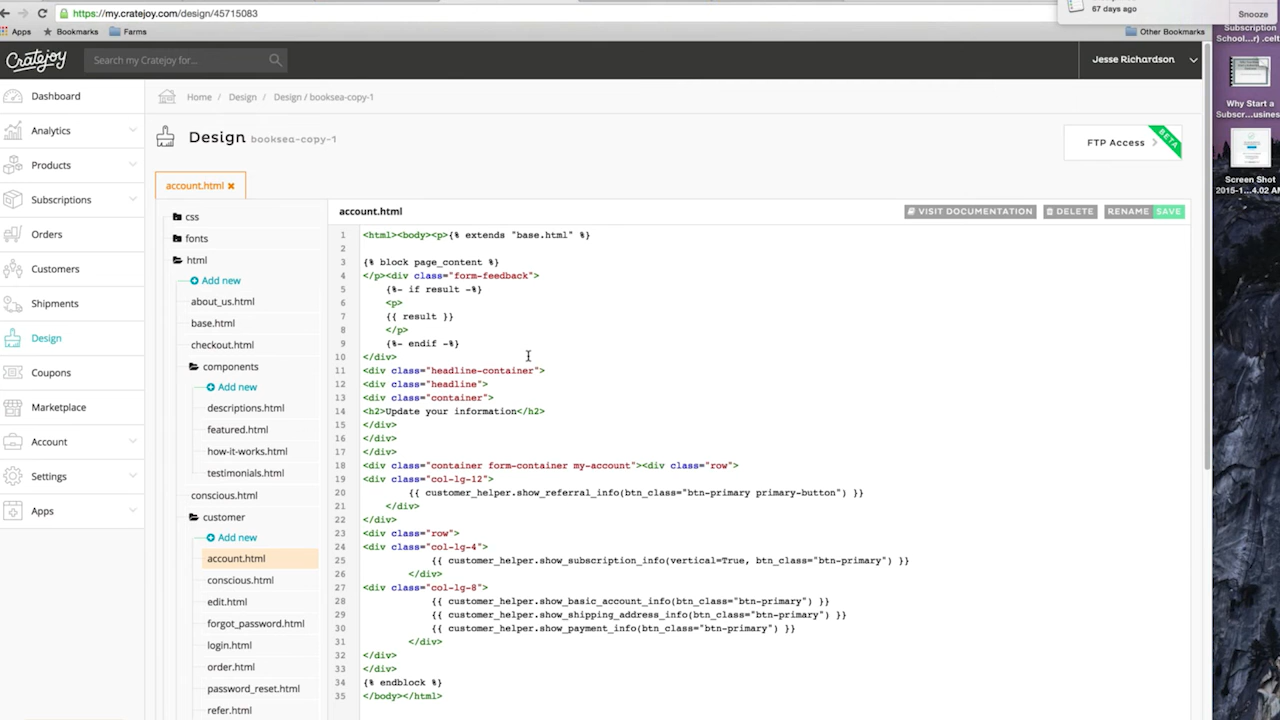 https://my.cratejoy.com/design/45715083
67 days ago
Snooze
Apps
Bookmarks
Farms
Other Bookmarks
Subscription
School...r) .celt
Cratejoy
Search my Cratejoy for...
Jesse Richardson
Why Start a
Subscr...usines
Screen Shot
2015-1...4.02 AM
Dashboard
Analytics
Products
Subscriptions
Orders
Customers
Shipments
Design
Coupons
Marketplace
Account
Settings
Apps
Home / Design / Design / booksea-copy-1
Design booksea-copy-1
FTP Access
BETA
account.html
css
fonts
html
Add new
about_us.html
base.html
checkout.html
components
Add new
descriptions.html
featured.html
how-it-works.html
testimonials.html
conscious.html
customer
Add new
account.html
conscious.html
edit.html
forgot_password.html
login.html
order.html
password_reset.html
refer.html
account.html
VISIT DOCUMENTATION
DELETE
RENAME
SAVE
1 <html><body><p>{% extends "base.html" %}
2
3 {% block page_content %}
4 </p><div class="form-feedback">
5 {%- if result -%}
6 <p>
7 {{ result }}
8 </p>
9 {%- endif -%}
10 </div>
11 <div class="headline-container">
12 <div class="headline">
13 <div class="container">
14 <h2>Update your information</h2>
15 </div>
16 </div>
17 </div>
18 <div class="container form-container my-account"><div class="row">
19 <div class="col-lg-12">
20 {{ customer_helper.show_referral_info(btn_class="btn-primary primary-button") }}
21 </div>
22 </div>
23 <div class="row">
24 <div class="col-lg-4">
25 {{ customer_helper.show_subscription_info(vertical=True, btn_class="btn-primary") }}
26 </div>
27 <div class="col-lg-8">
28 {{ customer_helper.show_basic_account_info(btn_class="btn-primary") }}
29 {{ customer_helper.show_shipping_address_info(btn_class="btn-primary") }}
30 {{ customer_helper.show_payment_info(btn_class="btn-primary") }}
31 </div>
32 </div>
33 </div>
34 {% endblock %}
35 </body></html>